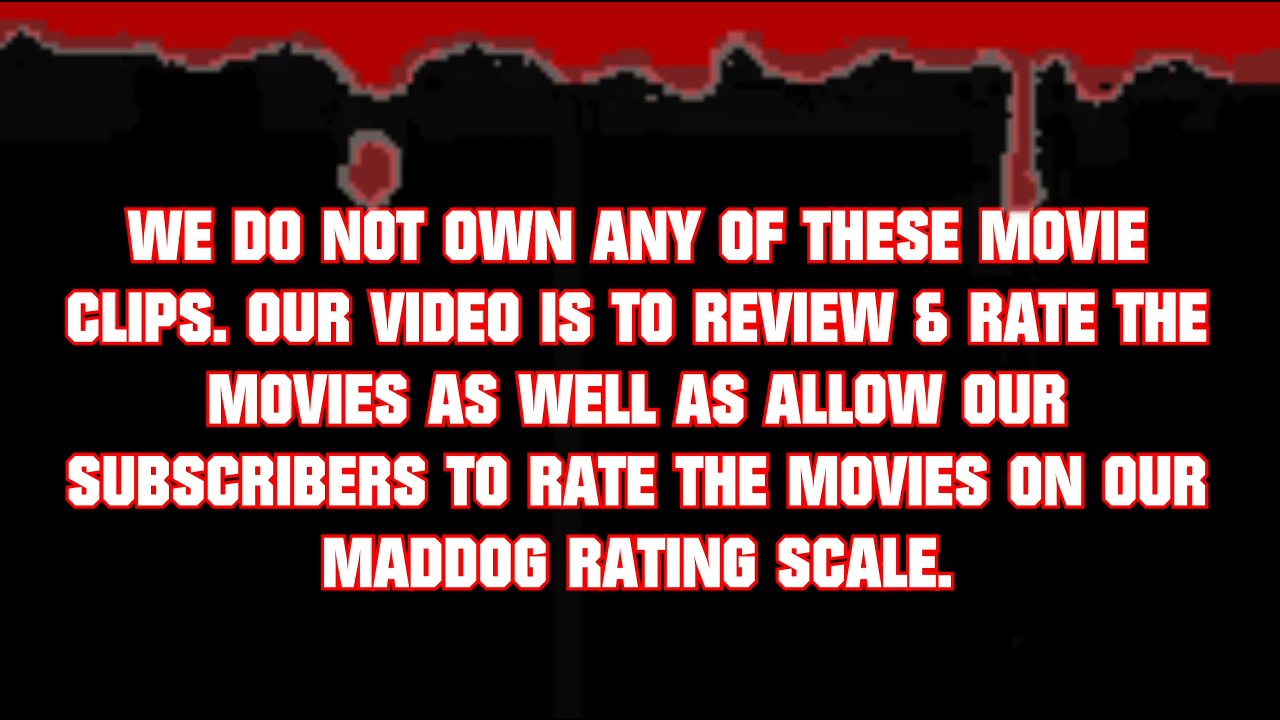 WE DO NOT OWN ANY OF THESE MOVIE
CLIPS. OUR VIDEO IS TO REVIEW & RATE THE
MOVIES AS WELL AS ALLOW OUR
SUBSCRIBERS TO RATE THE MOVIES ON OUR
MADDOG RATING SCALE.